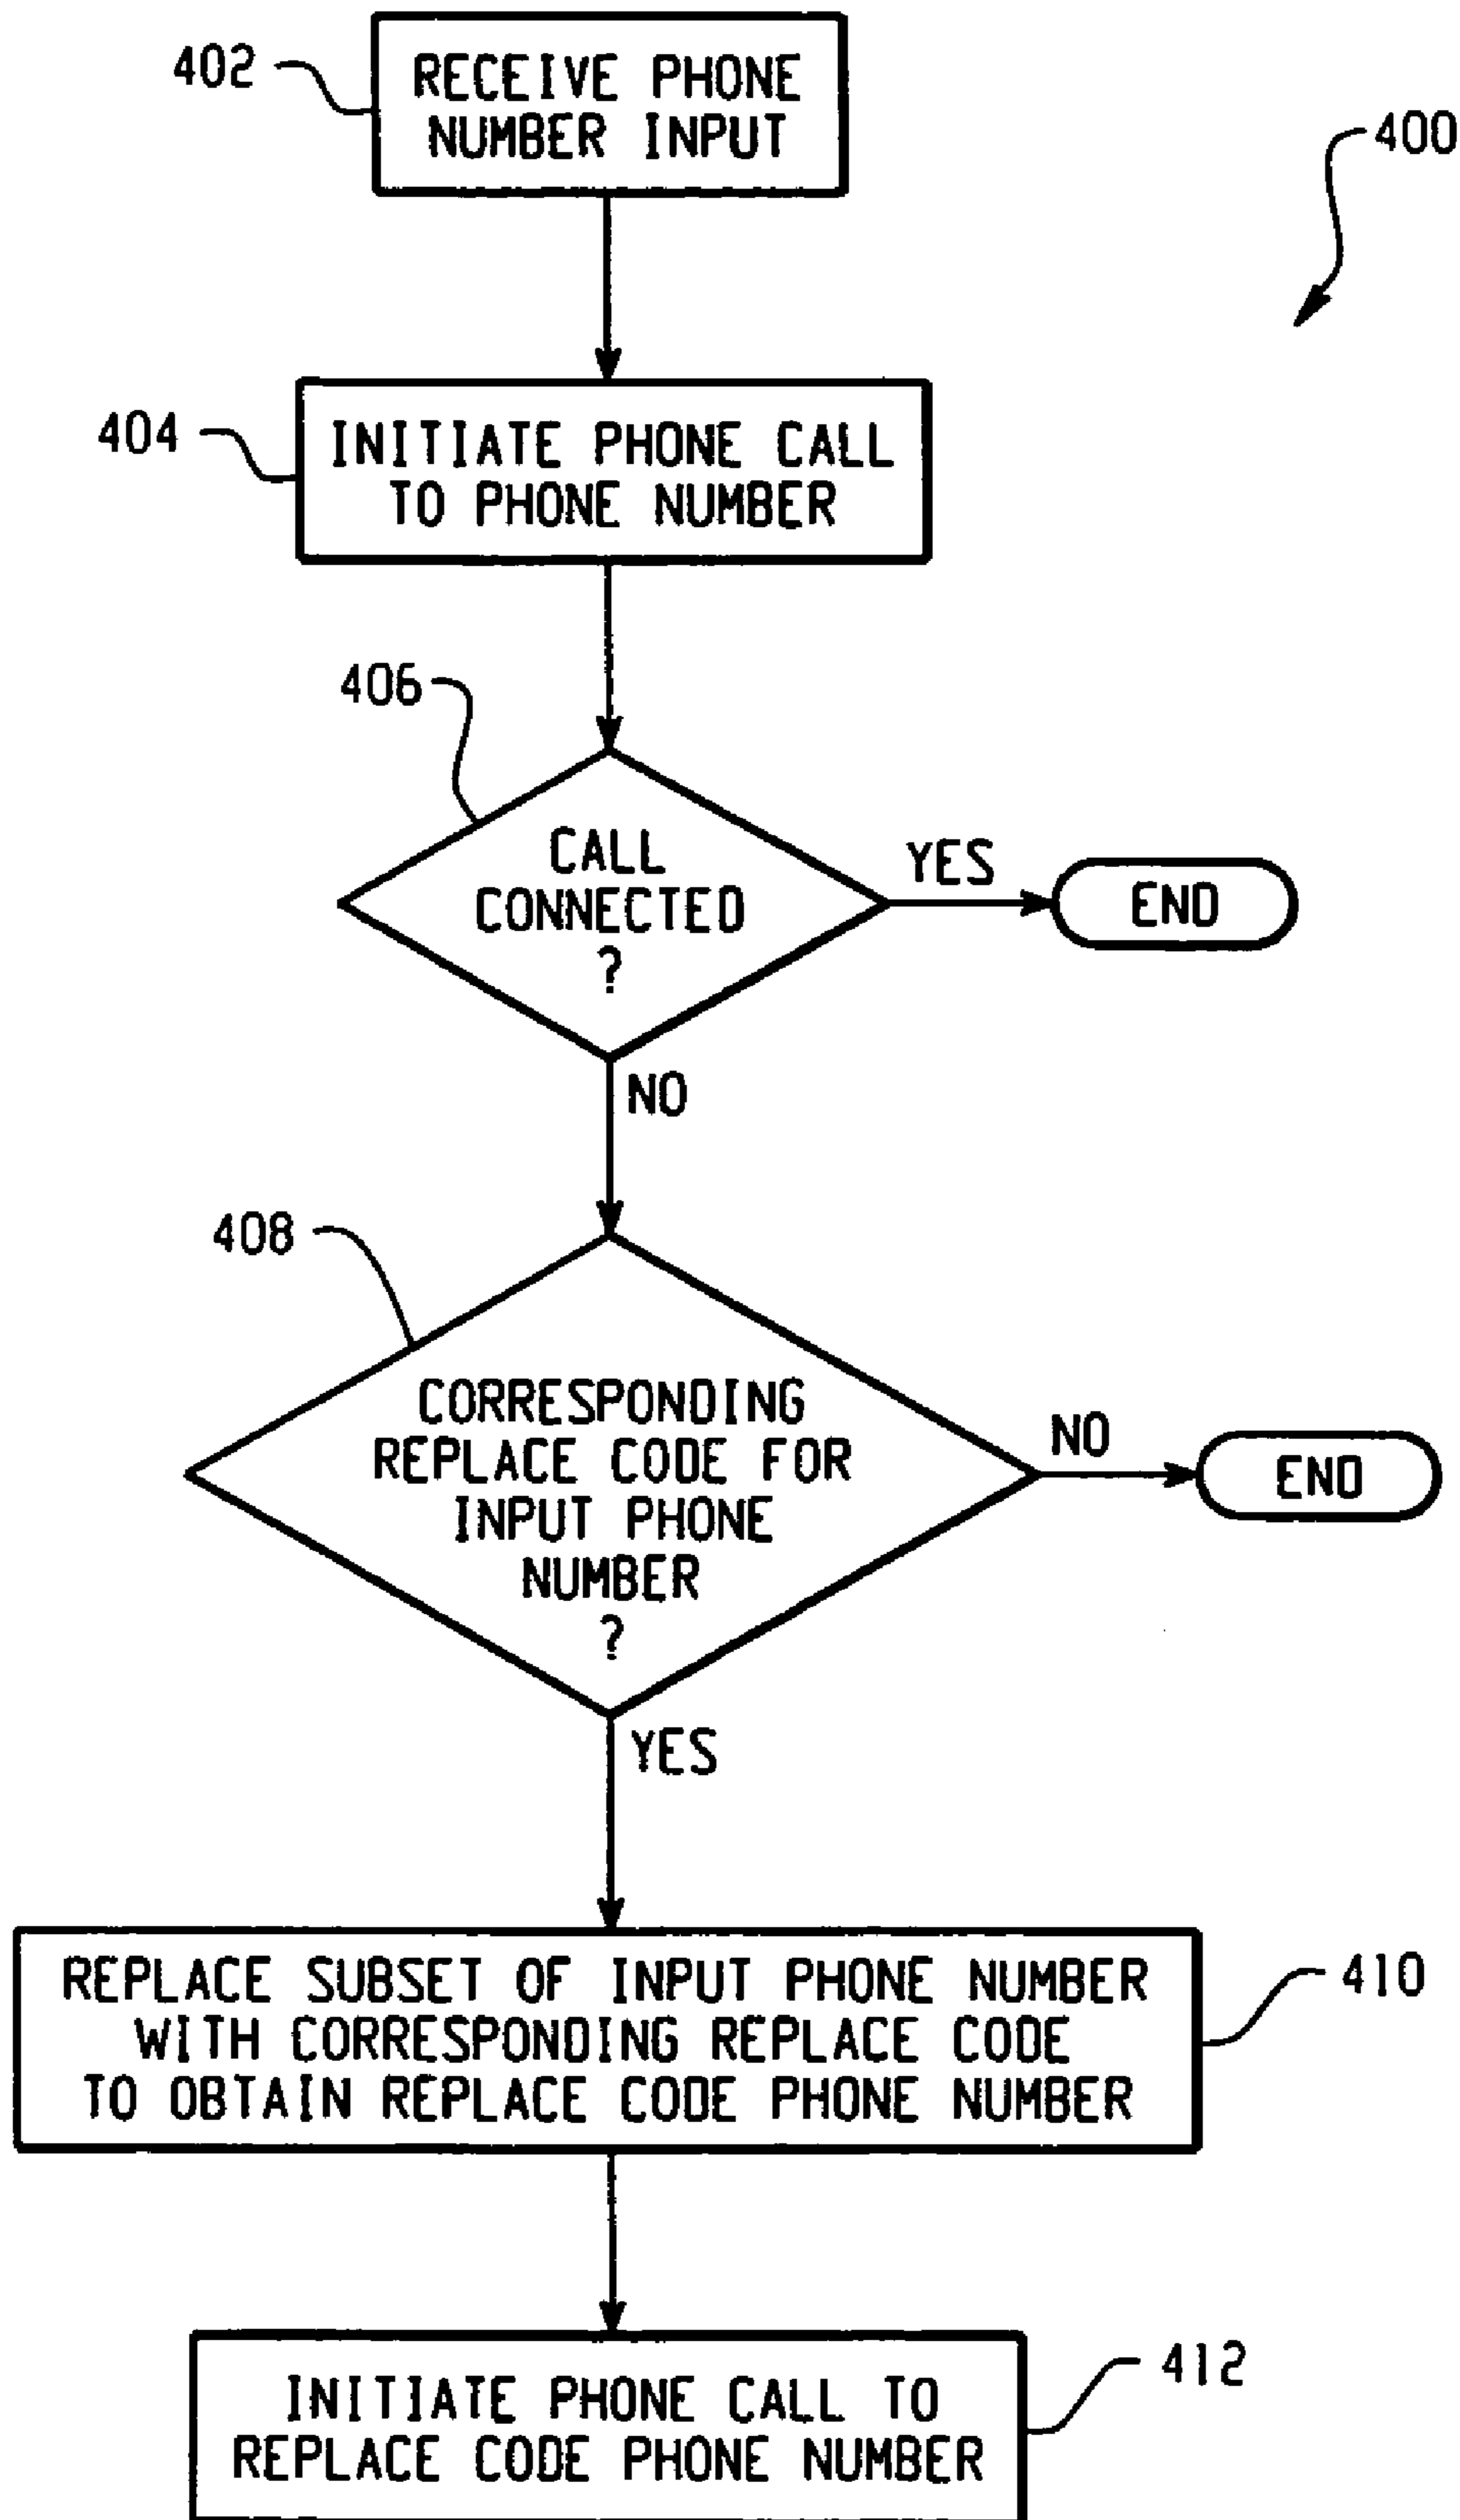 402
RECEIVE PHONE
NUMBER INPUT
400
404
INITIATE PHONE CALL
TO PHONE NUMBER
406
CALL
CONNECTED
?
YES
END
NO
408
CORRESPONDING
REPLACE CODE FOR
INPUT PHONE
NUMBER
?
NO
END
YES
REPLACE SUBSET OF INPUT PHONE NUMBER
WITH CORRESPONDING REPLACE CODE
TO OBTAIN REPLACE CODE PHONE NUMBER
410
INITIATE PHONE CALL TO
REPLACE CODE PHONE NUMBER
412